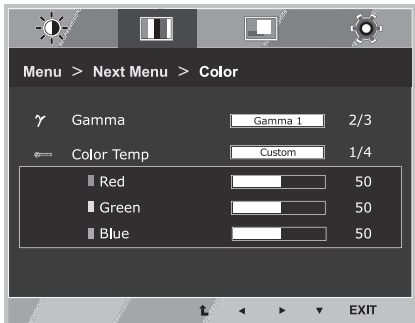 Menu > Next Menu > Color
γ Gamma Gamma 1 2/3
Color Temp Custom 1/4
Red 50
Green 50
Blue 50
EXIT